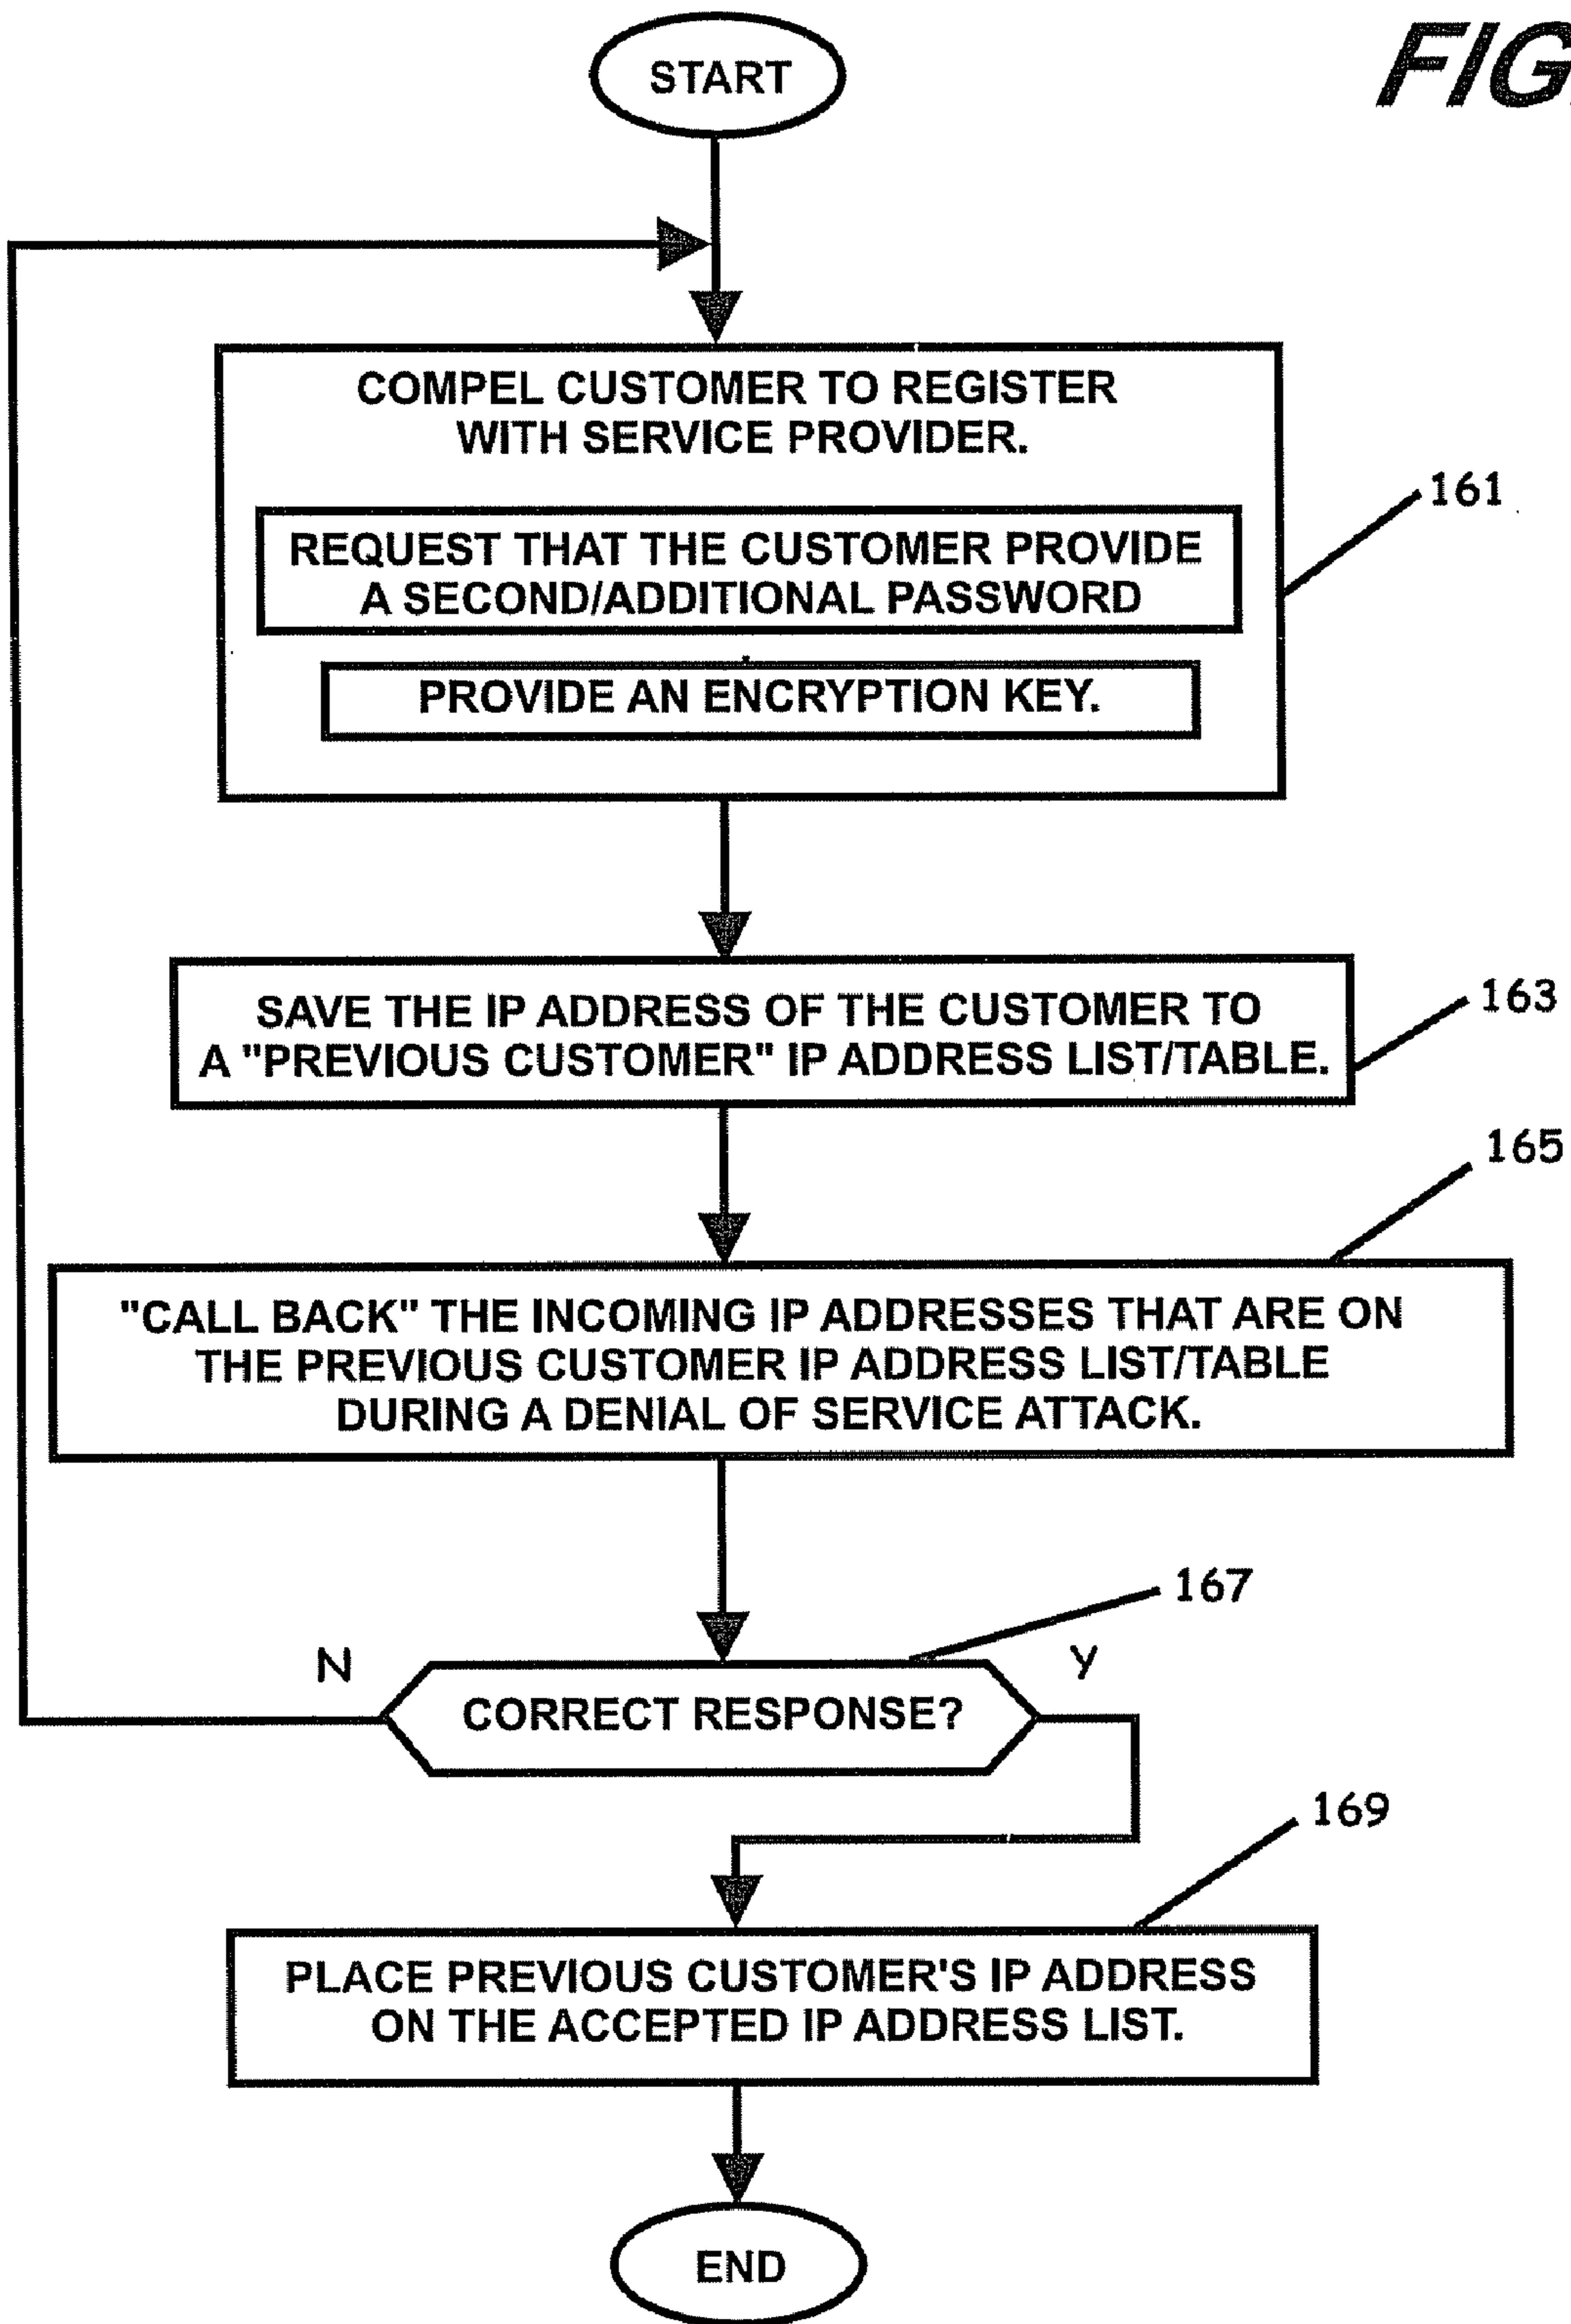 FIG.
START
COMPEL CUSTOMER TO REGISTER
WITH SERVICE PROVIDER.
161
REQUEST THAT THE CUSTOMER PROVIDE
A SECOND/ADDITIONAL PASSWORD
PROVIDE AN ENCRYPTION KEY.
SAVE THE IP ADDRESS OF THE CUSTOMER TO
A "PREVIOUS CUSTOMER" IP ADDRESS LIST/TABLE.
163
165
"CALL BACK" THE INCOMING IP ADDRESSES THAT ARE ON
THE PREVIOUS CUSTOMER IP ADDRESS LIST/TABLE
DURING A DENIAL OF SERVICE ATTACK.
167
N
Y
CORRECT RESPONSE?
169
PLACE PREVIOUS CUSTOMER'S IP ADDRESS
ON THE ACCEPTED IP ADDRESS LIST.
END